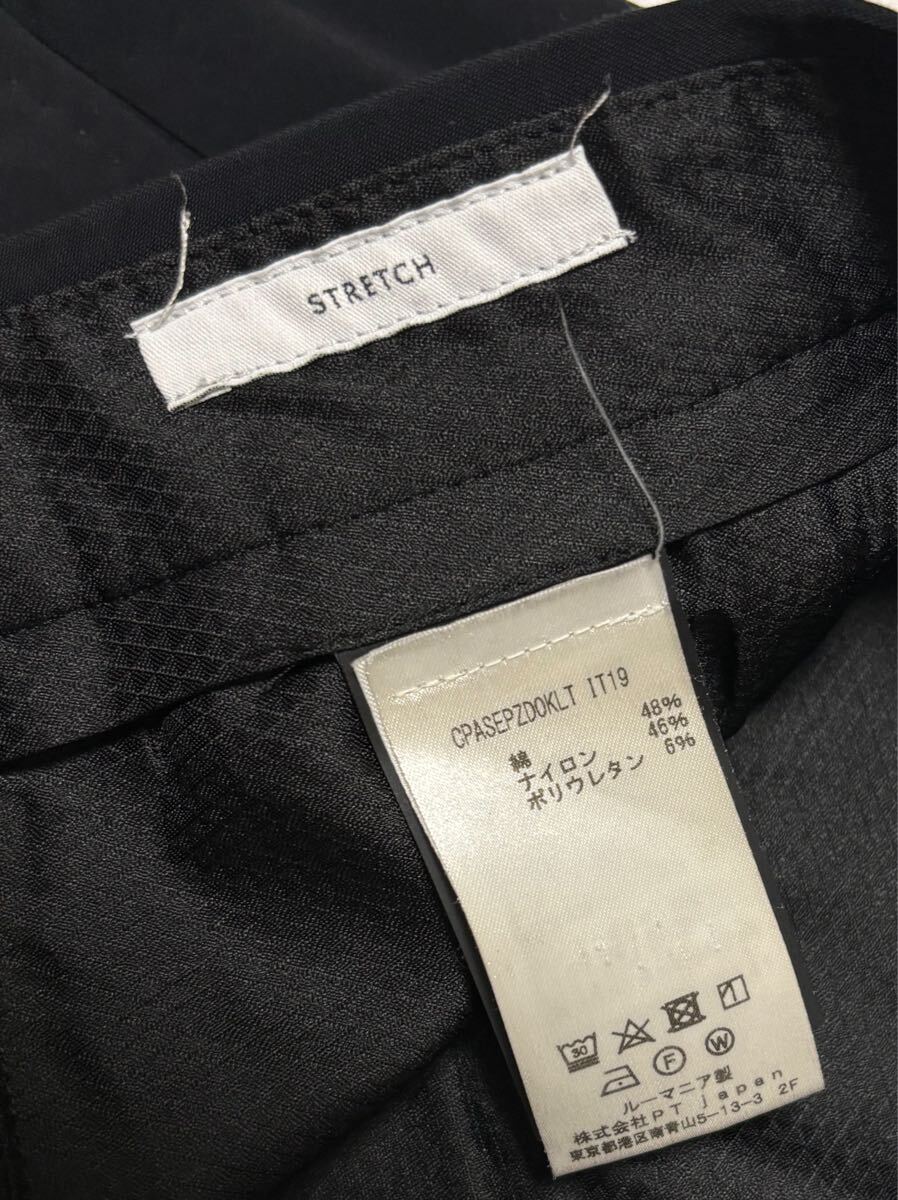 STRETCH
CPASEPZD0KLT IT19
綿 48%
ナイロン 46%
ポリウレタン 6%
30
F W
ルーマニア製
株式会社PT japan
東京都港区南青山5-13-3 2F